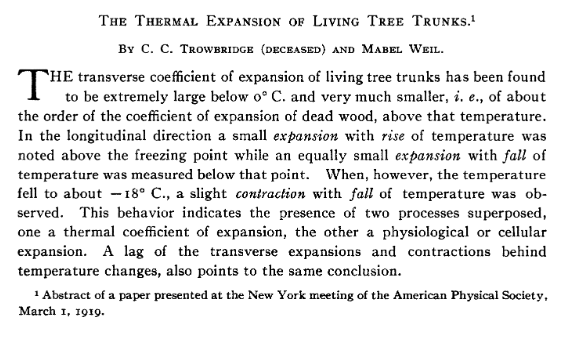 THE THERMAL EXPANSION OF LIVING TREE TRUNKS.¹
BY C. C. TROWBRIDGE (DECEASED) AND MABEL WEIL.
THE transverse coefficient of expansion of living tree trunks has been found
to be extremely large below 0° C. and very much smaller, i. e., of about
the order of the coefficient of expansion of dead wood, above that temperature.
In the longitudinal direction a small expansion with rise of temperature was
noted above the freezing point while an equally small expansion with fall of
temperature was measured below that point. When, however, the temperature
fell to about −18° C., a slight contraction with fall of temperature was ob-
served. This behavior indicates the presence of two processes superposed,
one a thermal coefficient of expansion, the other a physiological or cellular
expansion. A lag of the transverse expansions and contractions behind
temperature changes, also points to the same conclusion.
¹ Abstract of a paper presented at the New York meeting of the American Physical Society,
March 1, 1919.